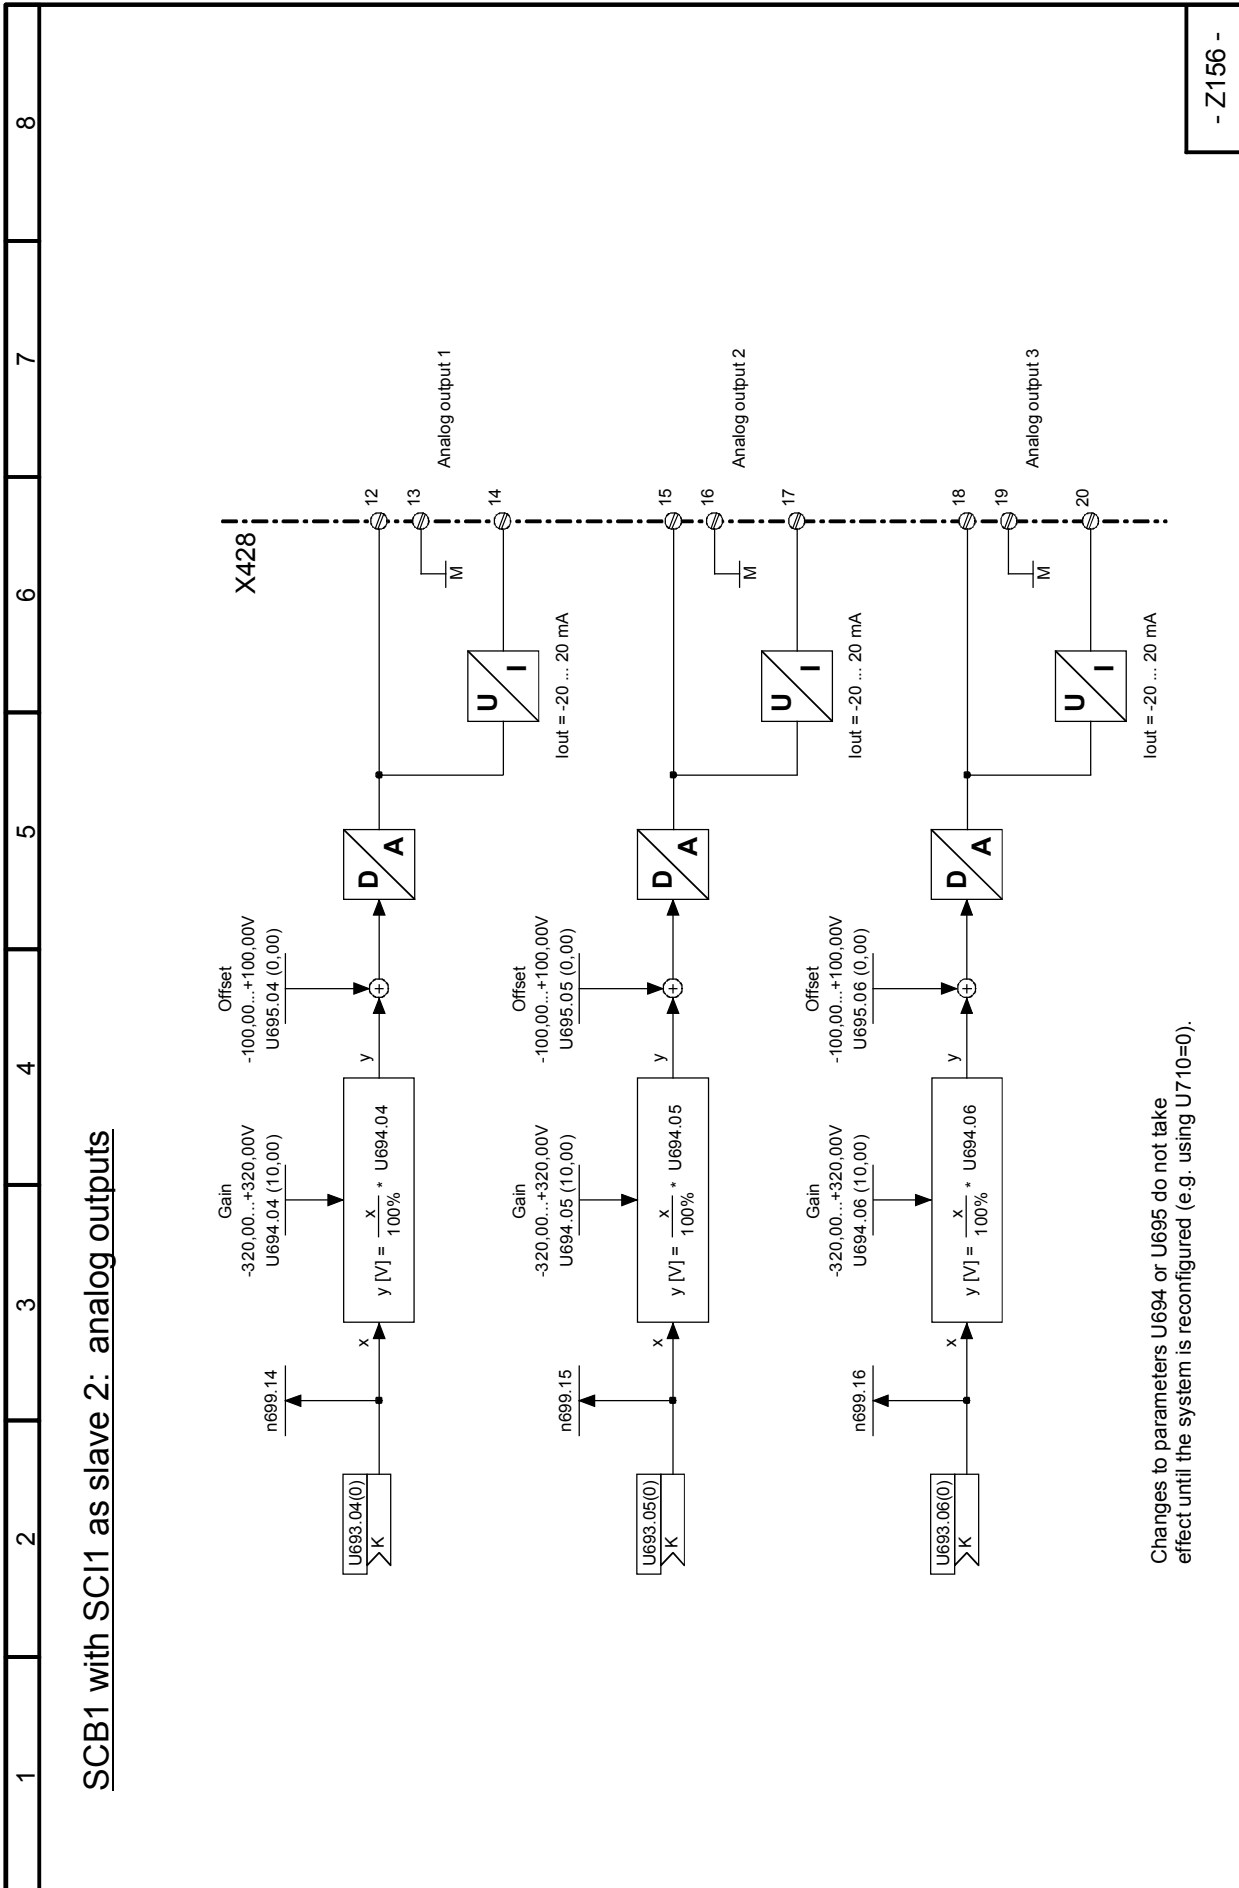 1 2 3 4 5 6 7 8
SCB1 with SCI1 as slave 2: analog outputs
X428
U693.04(0)
K
n699.14
x
Gain
-320,00...+320,00V
U694.04 (10,00)
y [V] = x / 100% * U694.04
y
Offset
-100,00...+100,00V
U695.04 (0,00)
+
D
A
U
I
Iout = -20 ... 20 mA
M
12
13
14
Analog output 1
U693.05(0)
K
n699.15
x
Gain
-320,00...+320,00V
U694.05 (10,00)
y [V] = x / 100% * U694.05
y
Offset
-100,00...+100,00V
U695.05 (0,00)
+
D
A
U
I
Iout = -20 ... 20 mA
M
15
16
17
Analog output 2
U693.06(0)
K
n699.16
x
Gain
-320,00...+320,00V
U694.06 (10,00)
y [V] = x / 100% * U694.06
y
Offset
-100,00...+100,00V
U695.06 (0,00)
+
D
A
U
I
Iout = -20 ... 20 mA
M
18
19
20
Analog output 3
Changes to parameters U694 or U695 do not take
effect until the system is reconfigured (e.g. using U710=0).
- Z156 -